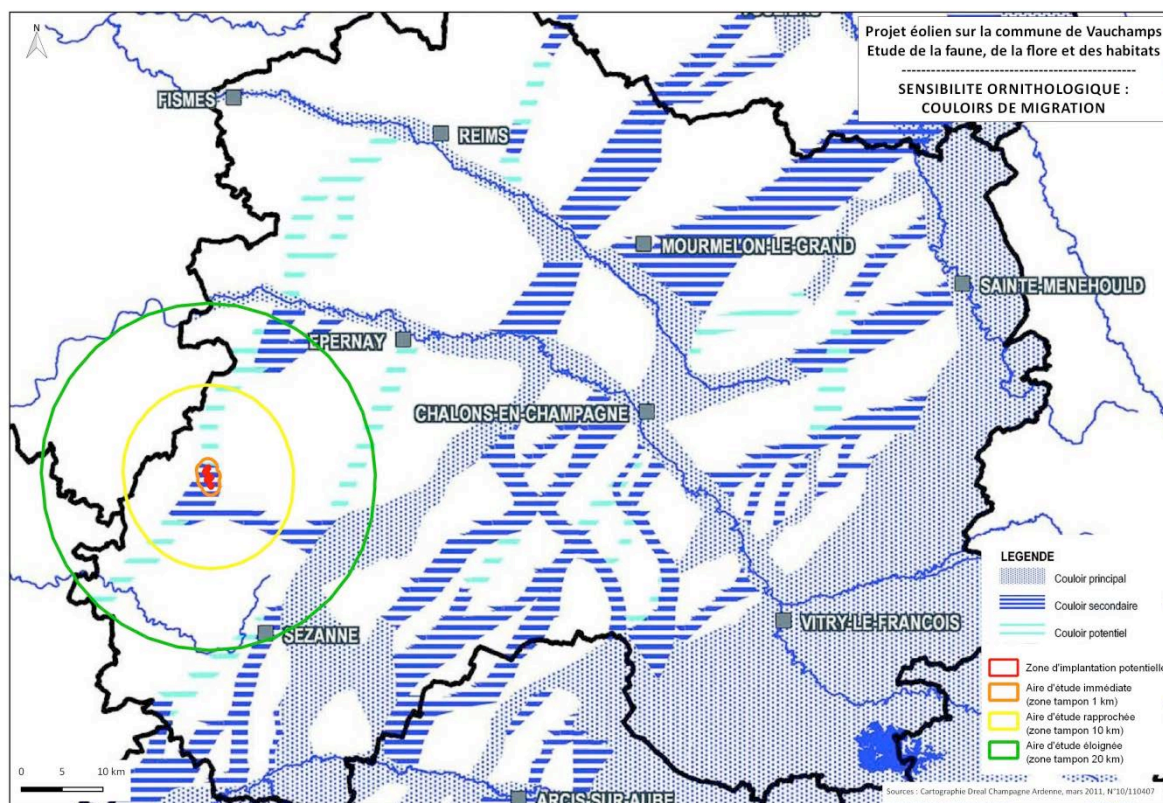 N
Projet éolien sur la commune de Vauchamps
Etude de la faune, de la flore et des habitats
------------------------------------------------
SENSIBILITE ORNITHOLOGIQUE :
COULOIRS DE MIGRATION
FISMES
REIMS
MOURMELON-LE-GRAND
SAINTE-MENEHOULD
EPERNAY
CHALONS-EN-CHAMPAGNE
SEZANNE
VITRY-LE-FRANCOIS
ARCIS-SUR-AUBE
LEGENDE
Couloir principal
Couloir secondaire
Couloir potentiel
Zone d'implantation potentielle
Aire d'étude immédiate
(zone tampon 1 km)
Aire d'étude rapprochée
(zone tampon 10 km)
Aire d'étude éloignée
(zone tampon 20 km)
0 5 10 km
Sources : Cartographie Dreal Champagne Ardenne, mars 2011, N°10/110407